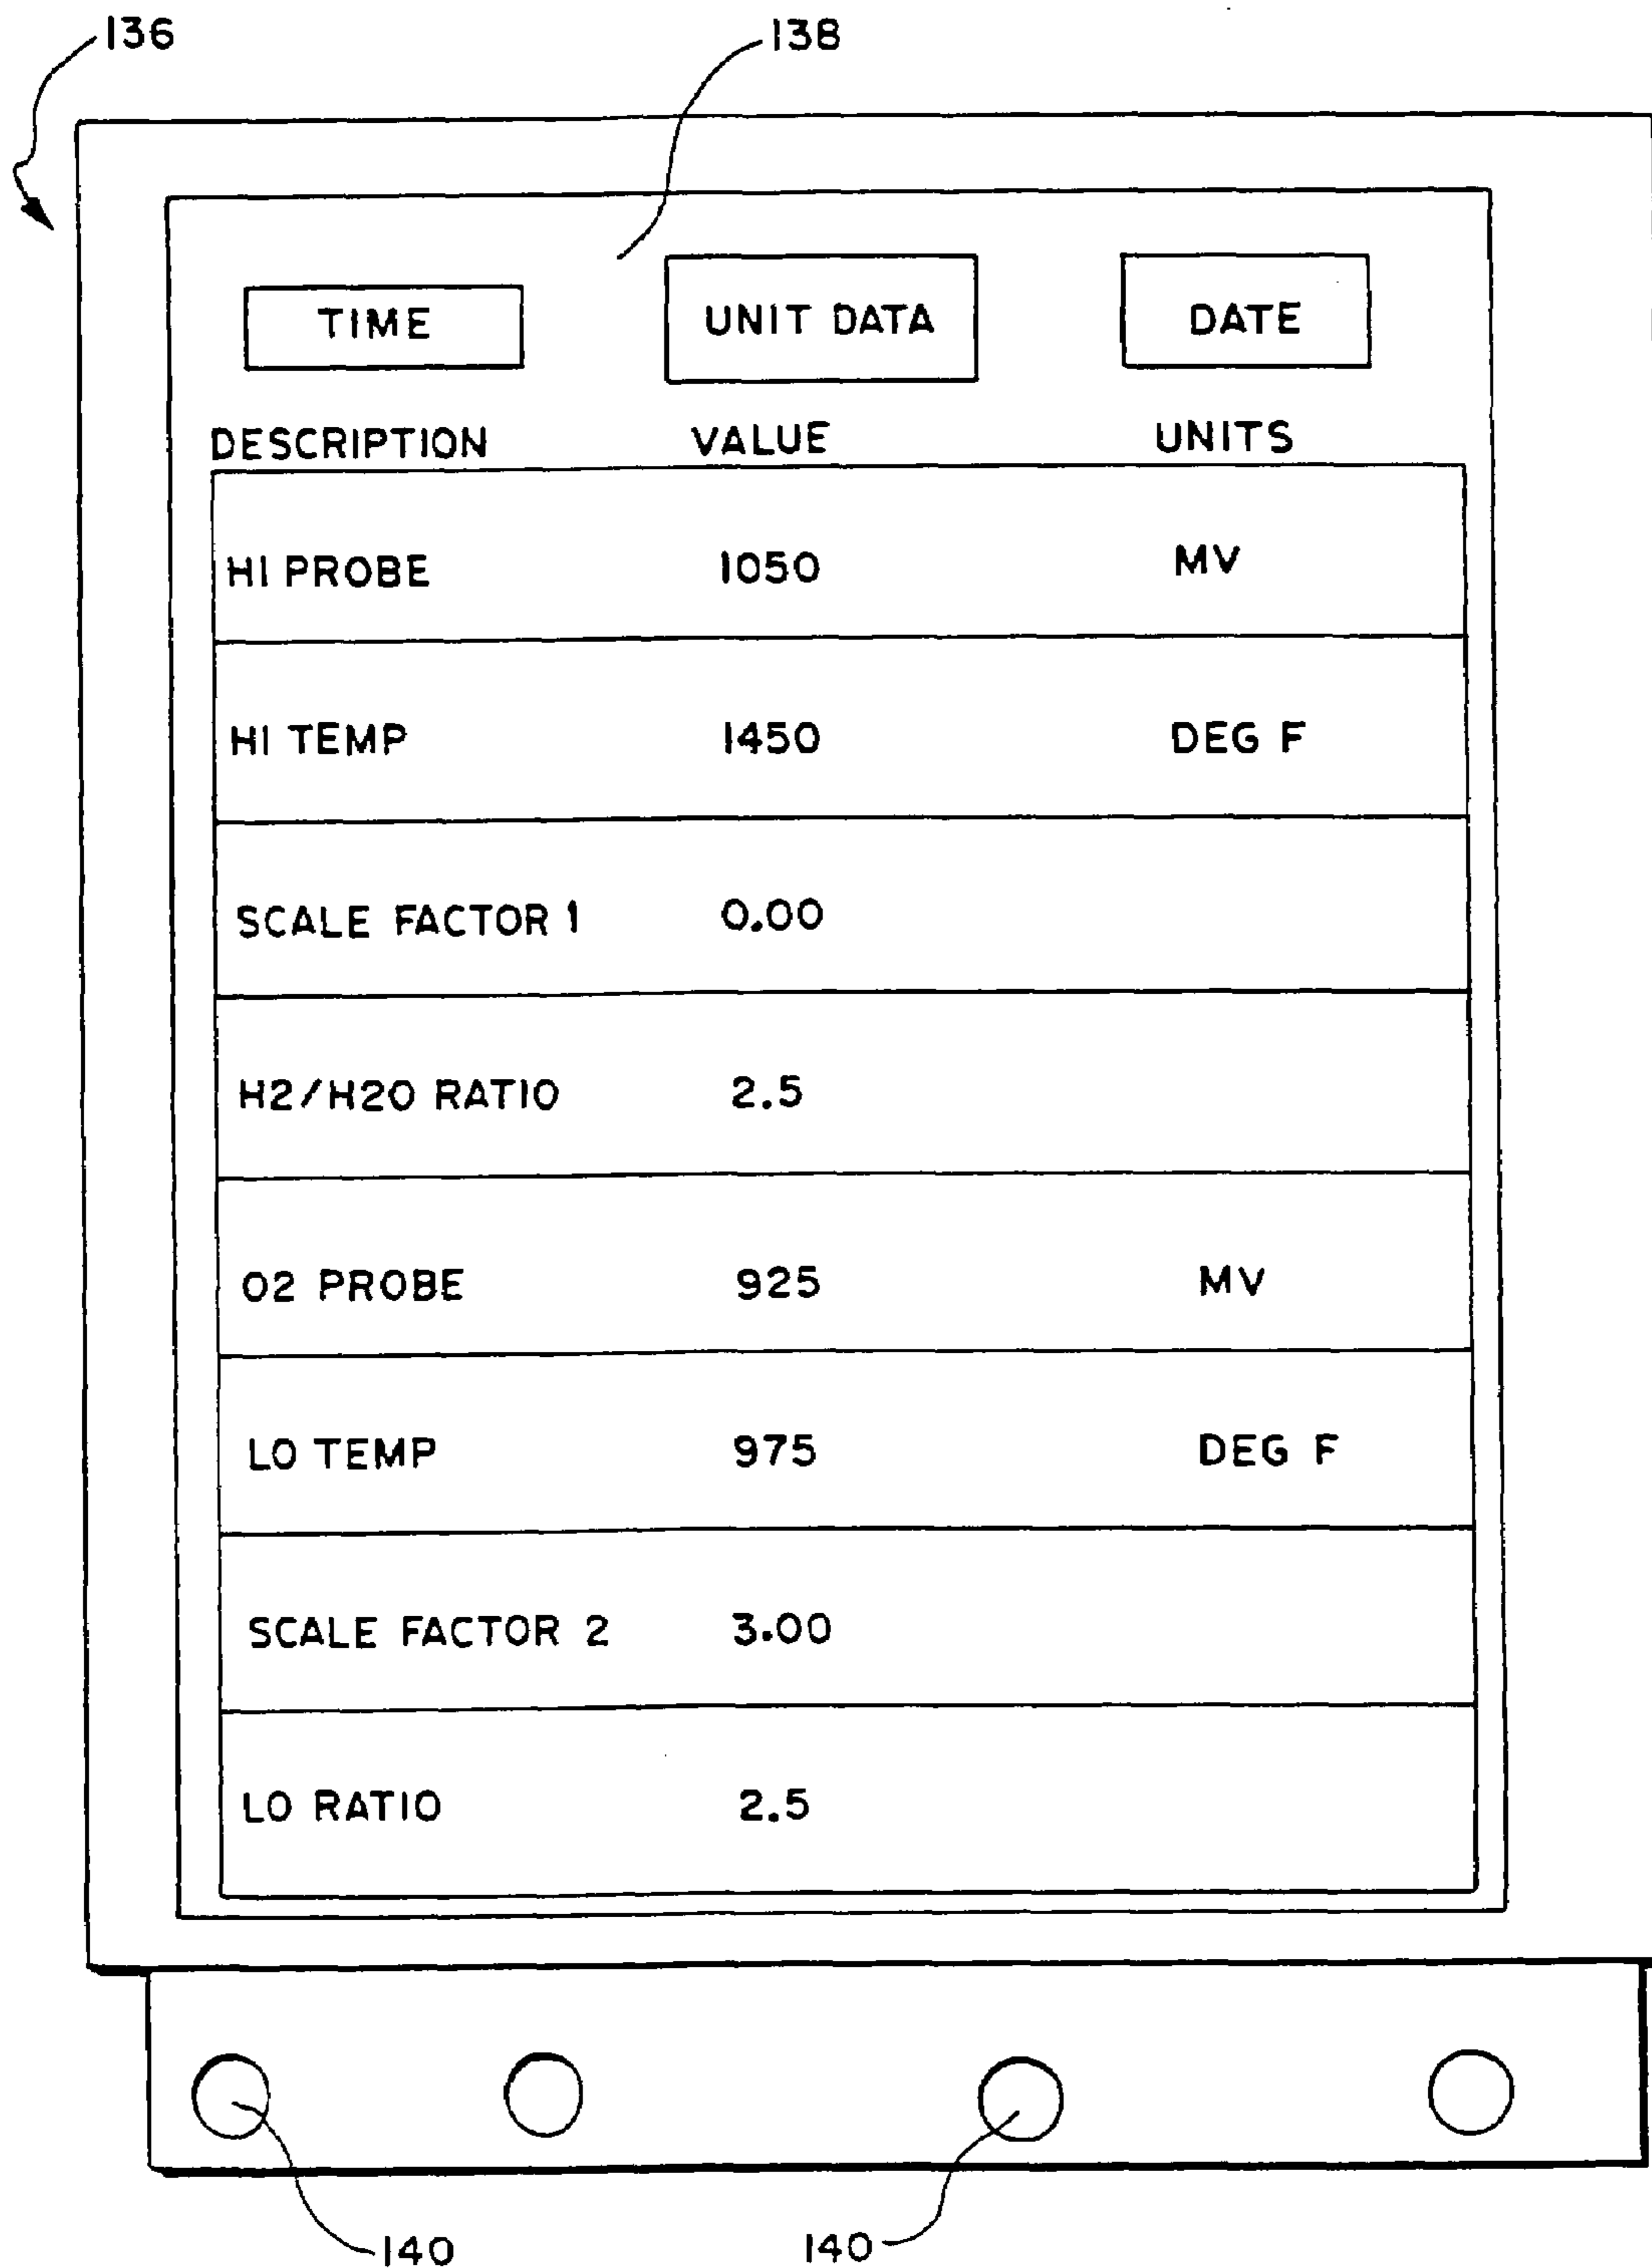 136
138
TIME UNIT DATA DATE
DESCRIPTION VALUE UNITS
HI PROBE 1050 MV
HI TEMP 1450 DEG F
SCALE FACTOR 1 0.00
H2/H20 RATIO 2.5
02 PROBE 925 MV
LO TEMP 975 DEG F
SCALE FACTOR 2 3.00
LO RATIO 2.5
140
140